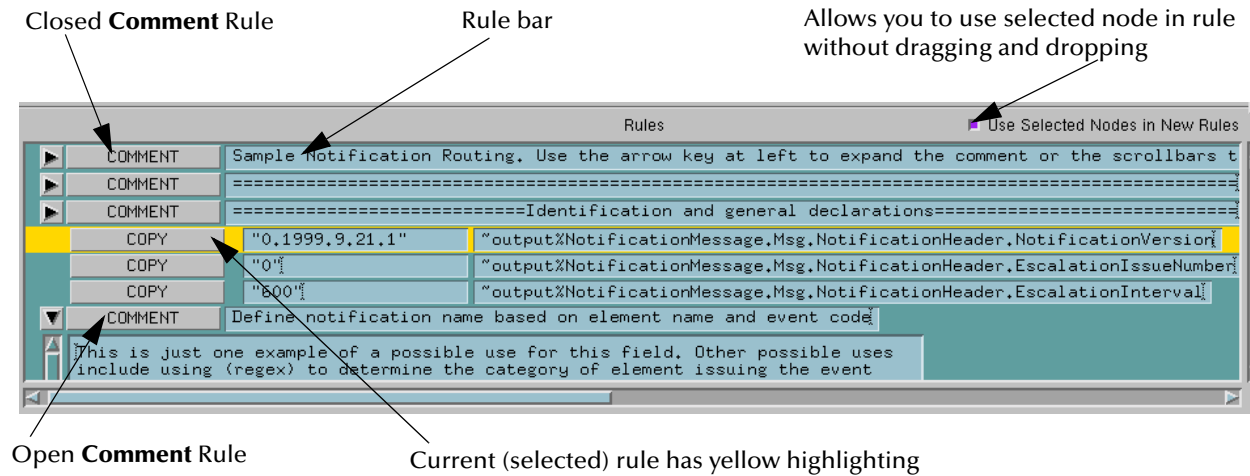 Closed Comment Rule
Rule bar
Allows you to use selected node in rule
without dragging and dropping
Rules
Use Selected Nodes in New Rules
COMMENT Sample Notification Routing. Use the arrow key at left to expand the comment or the scrollbars t
COMMENT ================================================================================================
COMMENT ============================Identification and general declarations=============================
COPY "0.1999.9.21.1" ~output%NotificationMessage.Msg.NotificationHeader.NotificationVersion
COPY "0" ~output%NotificationMessage.Msg.NotificationHeader.EscalationIssueNumber
COPY "600" ~output%NotificationMessage.Msg.NotificationHeader.EscalationInterval
COMMENT Define notification name based on element name and event code
This is just one example of a possible use for this field. Other possible uses
include using (regex) to determine the category of element issuing the event
Open Comment Rule
Current (selected) rule has yellow highlighting